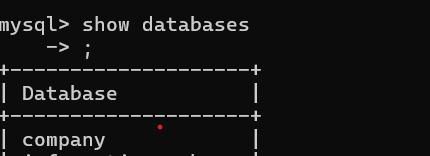 mysql> show databases
    -> ;
+--------------------+
| Database           |
+--------------------+
| company            |